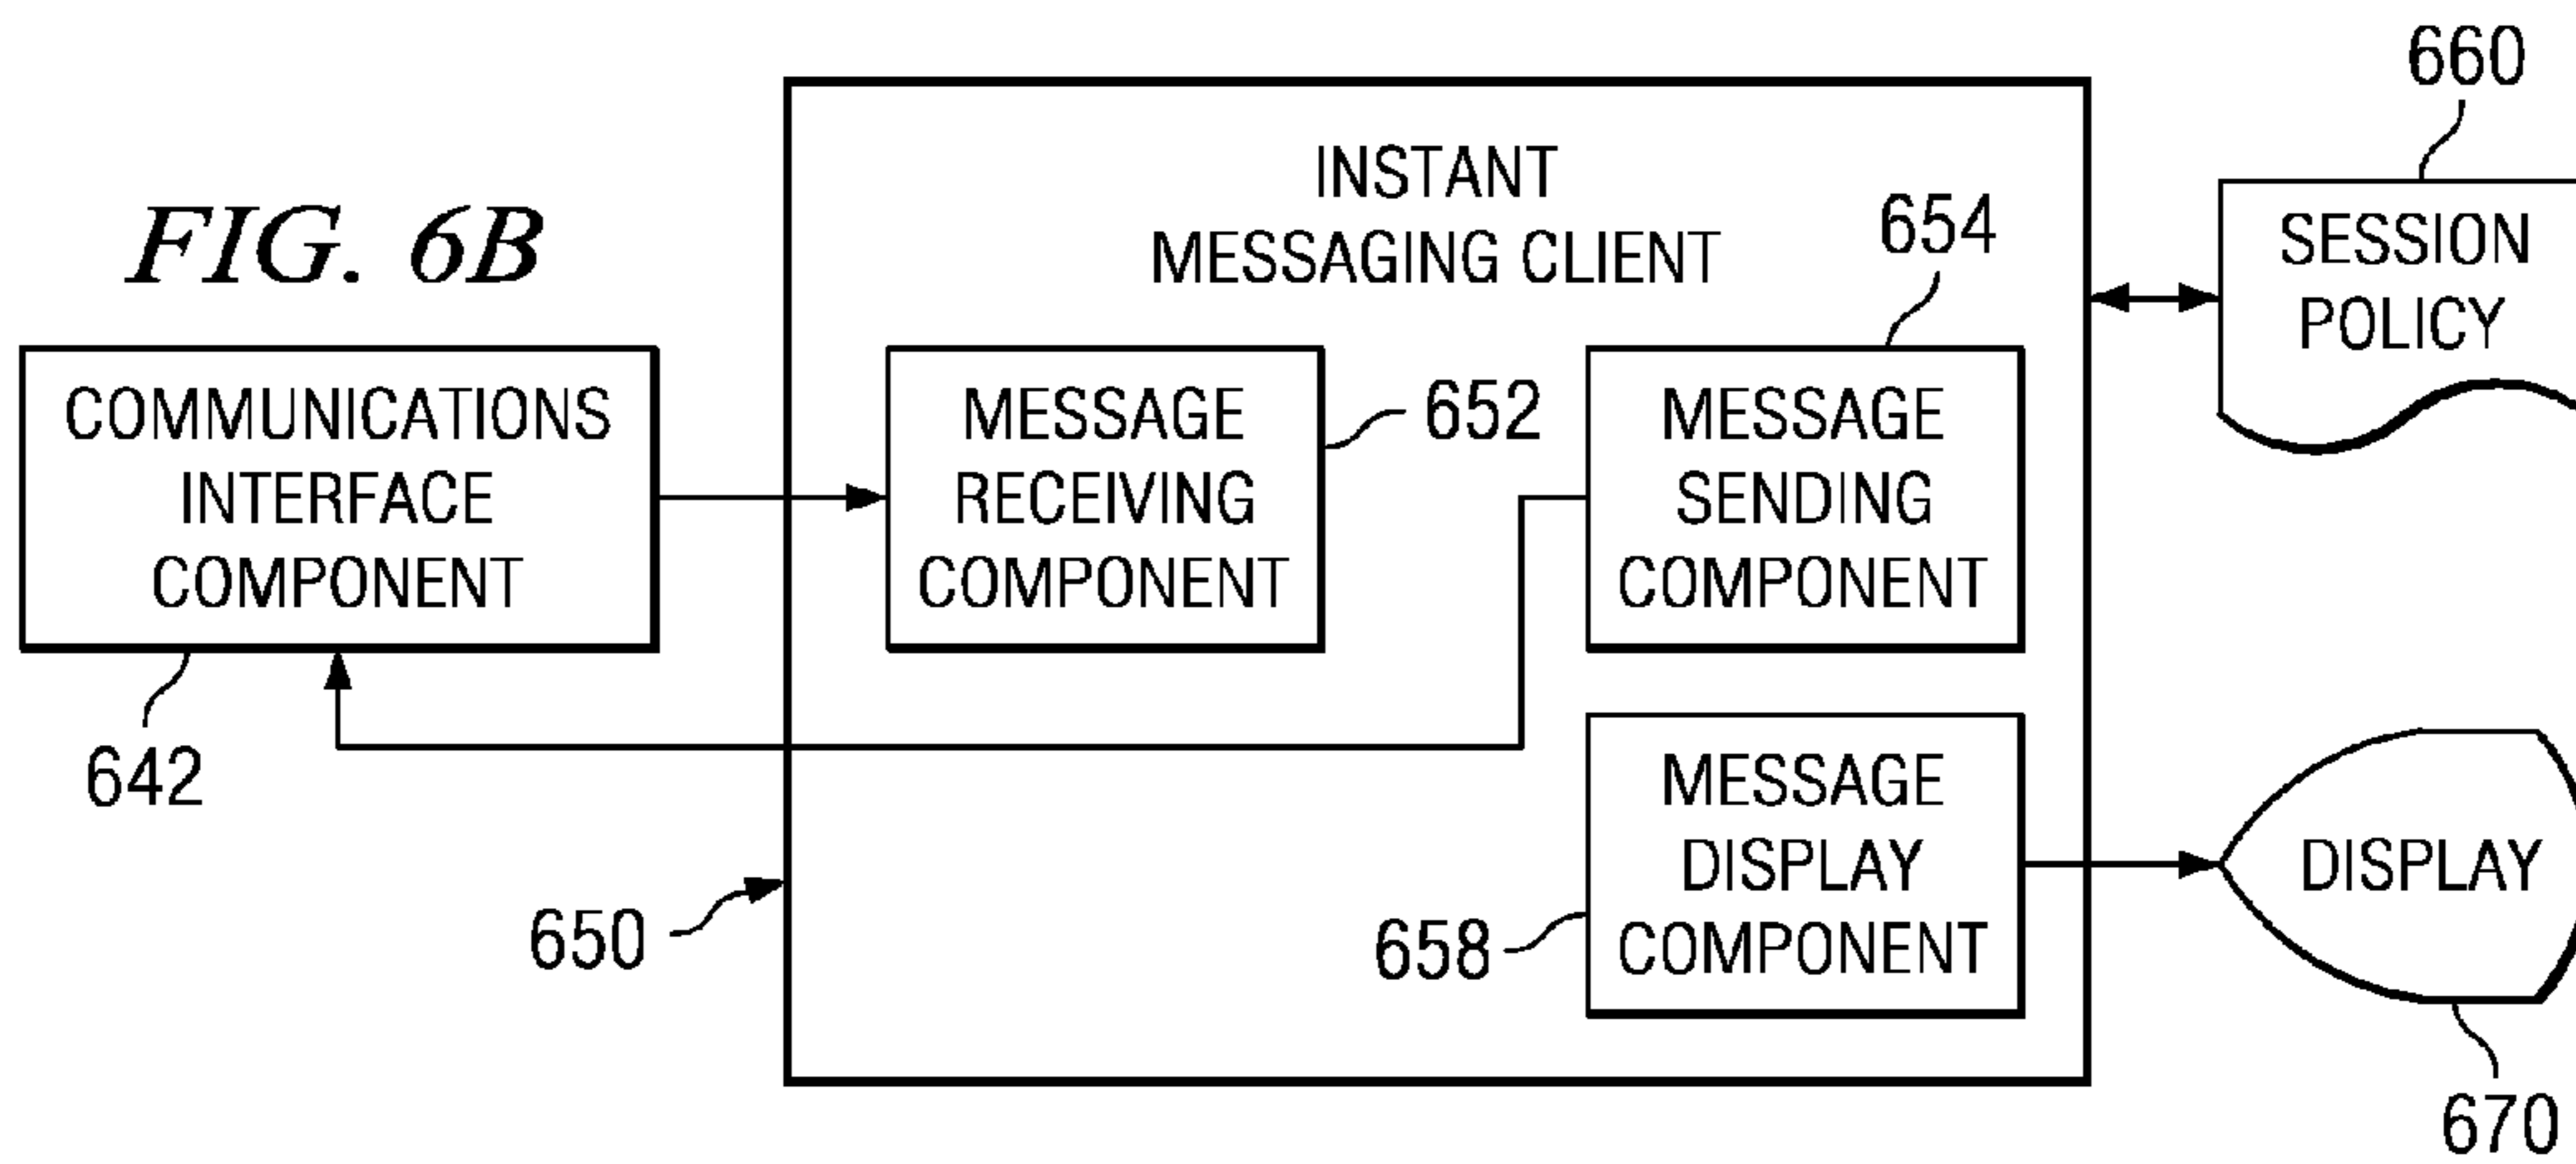 FIG. 6B
660
INSTANT
MESSAGING CLIENT
654
SESSION
POLICY
COMMUNICATIONS
INTERFACE
COMPONENT
642
MESSAGE
RECEIVING
COMPONENT
652
MESSAGE
SENDING
COMPONENT
650
658
MESSAGE
DISPLAY
COMPONENT
DISPLAY
670